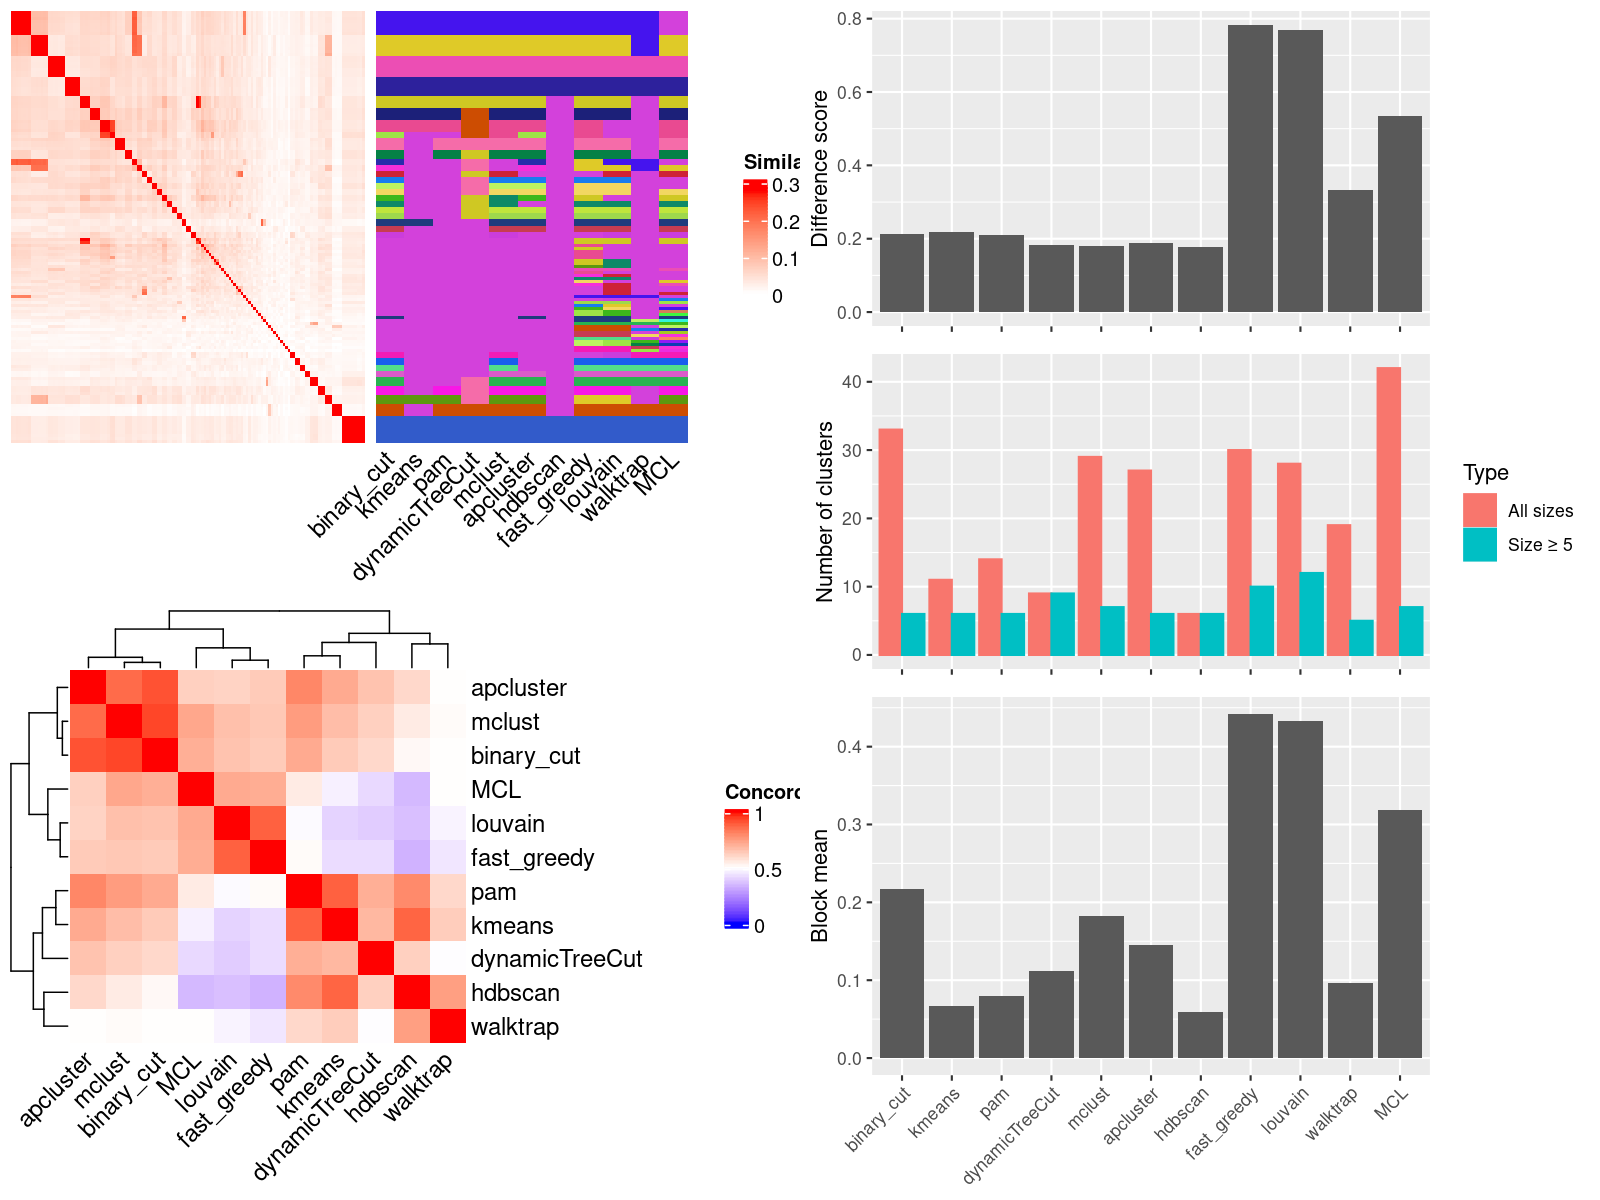 Simila
0.3
0.2
0.1
0
binary_cut
kmeans
pam
dynamicTreeCut
mclust
apcluster
hdbscan
fast_greedy
louvain
walktrap
MCL
apcluster
mclust
binary_cut
MCL
louvain
fast_greedy
pam
kmeans
dynamicTreeCut
hdbscan
walktrap
apcluster
mclust
binary_cut
MCL
louvain
fast_greedy
pam
kmeans
dynamicTreeCut
hdbscan
walktrap
Concord
1
0.5
0
Difference score
0.8
0.6
0.4
0.2
0.0
Number of clusters
40
30
20
10
0
Type
All sizes
Size ≥ 5
Block mean
0.4
0.3
0.2
0.1
0.0
binary_cut
kmeans
pam
dynamicTreeCut
mclust
apcluster
hdbscan
fast_greedy
louvain
walktrap
MCL